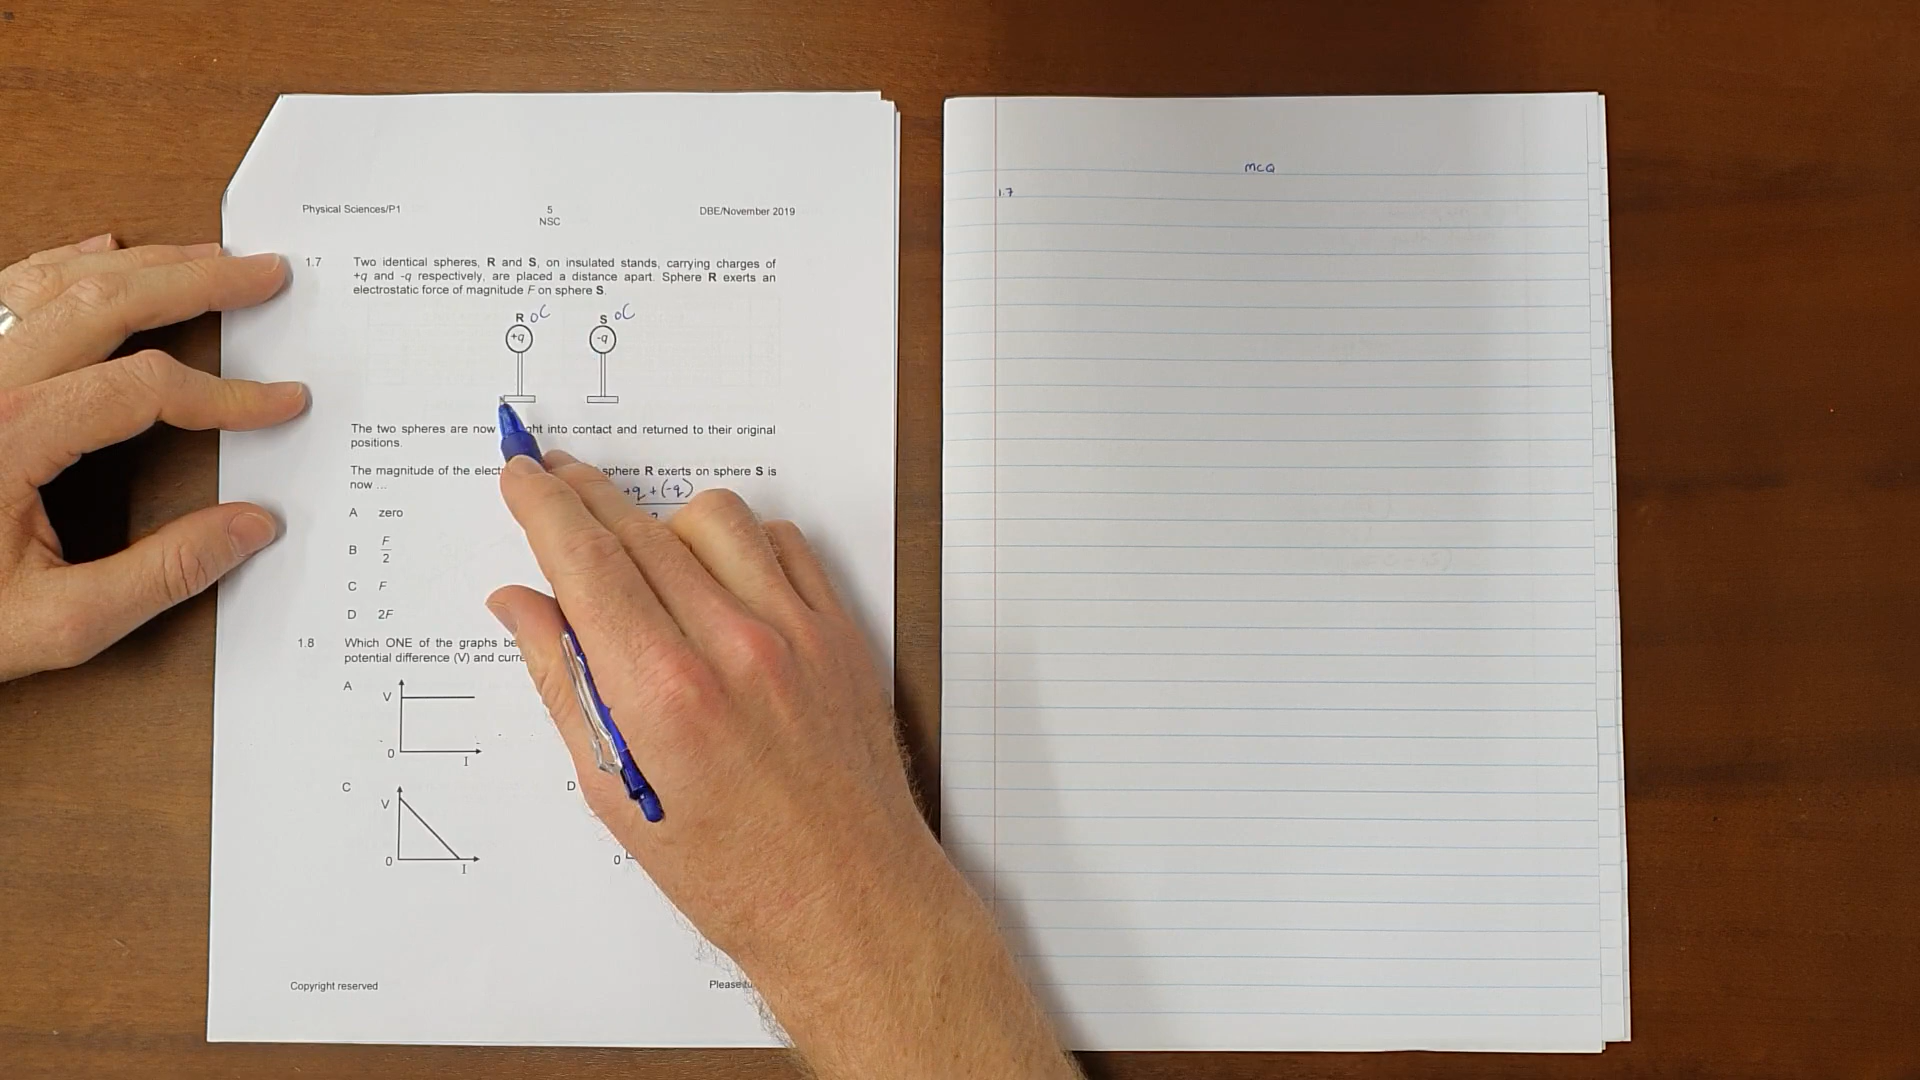 Physical Sciences/P1 5 DBE/November 2019
NSC
1.7 Two identical spheres, R and S, on insulated stands, carrying charges of
+q and -q respectively, are placed a distance apart. Sphere R exerts an
electrostatic force of magnitude F on sphere S.
R 0C S 0C
+q -q
The two spheres are now ght into contact and returned to their original
positions.
The magnitude of the elect sphere R exerts on sphere S is
now ...
+q + (-q)
A zero
B F
2
C F
D 2F
1.8 Which ONE of the graphs be
potential difference (V) and curre
A
V
0
I
C
D
V
0
I
0
Copyright reserved Please tu
MCQ
1.7